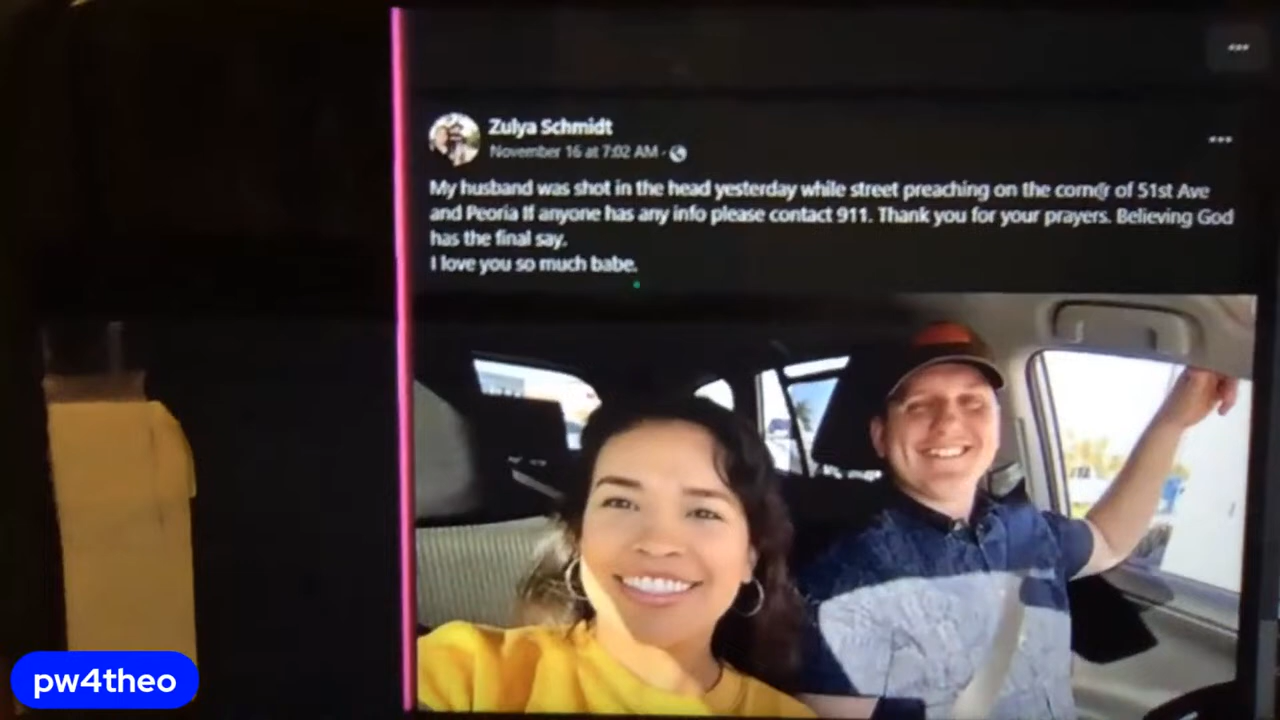 Zulya Schmidt
November 16 at 7:02 AM ·
My husband was shot in the head yesterday while street preaching on the corner of 51st Ave
and Peoria If anyone has any info please contact 911. Thank you for your prayers. Believing God
has the final say.
I love you so much babe.
pw4theo